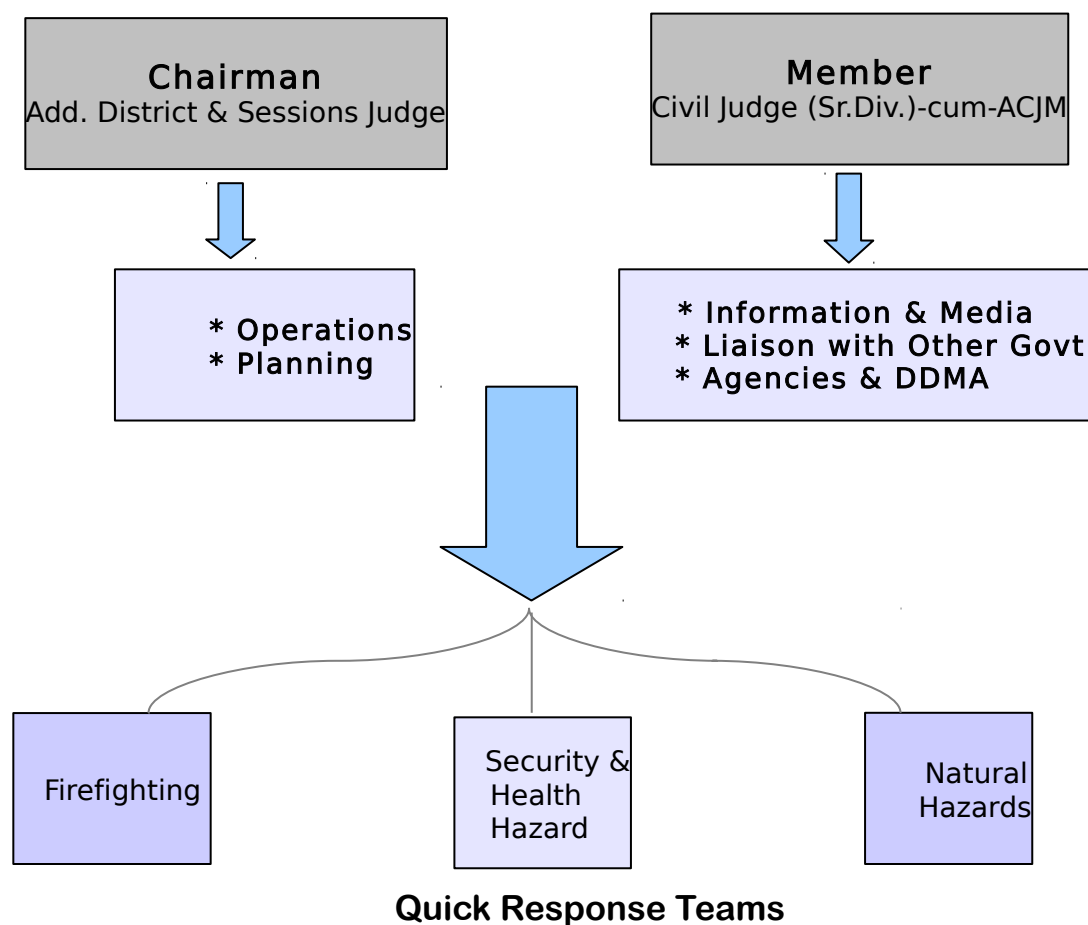 Chairman
Add. District & Sessions Judge
Member
Civil Judge (Sr.Div.)-cum-ACJM
* Operations
* Planning
* Information & Media
* Liaison with Other Govt
* Agencies & DDMA
Firefighting
Security &
Health
Hazard
Natural
Hazards
Quick Response Teams